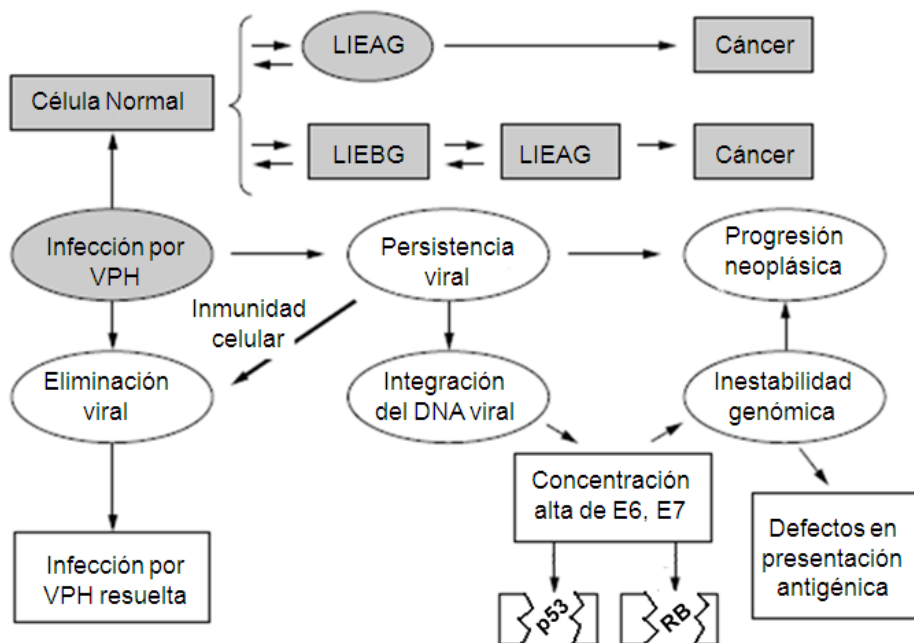 LIEAG
Cáncer
Célula Normal
LIEBG
LIEAG
Cáncer
Infección por
VPH
Persistencia
viral
Progresión
neoplásica
Inmunidad
celular
Eliminación
viral
Integración
del DNA viral
Inestabilidad
genómica
Concentración
alta de E6, E7
Infección por
VPH resuelta
Defectos en
presentación
antigénica
p53
RB